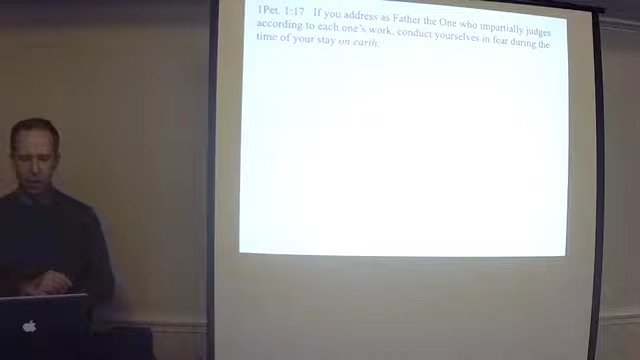 1Pet. 1:17 If you address as Father the One who impartially judges
according to each one's work, conduct yourselves in fear during the
time of your stay on earth;